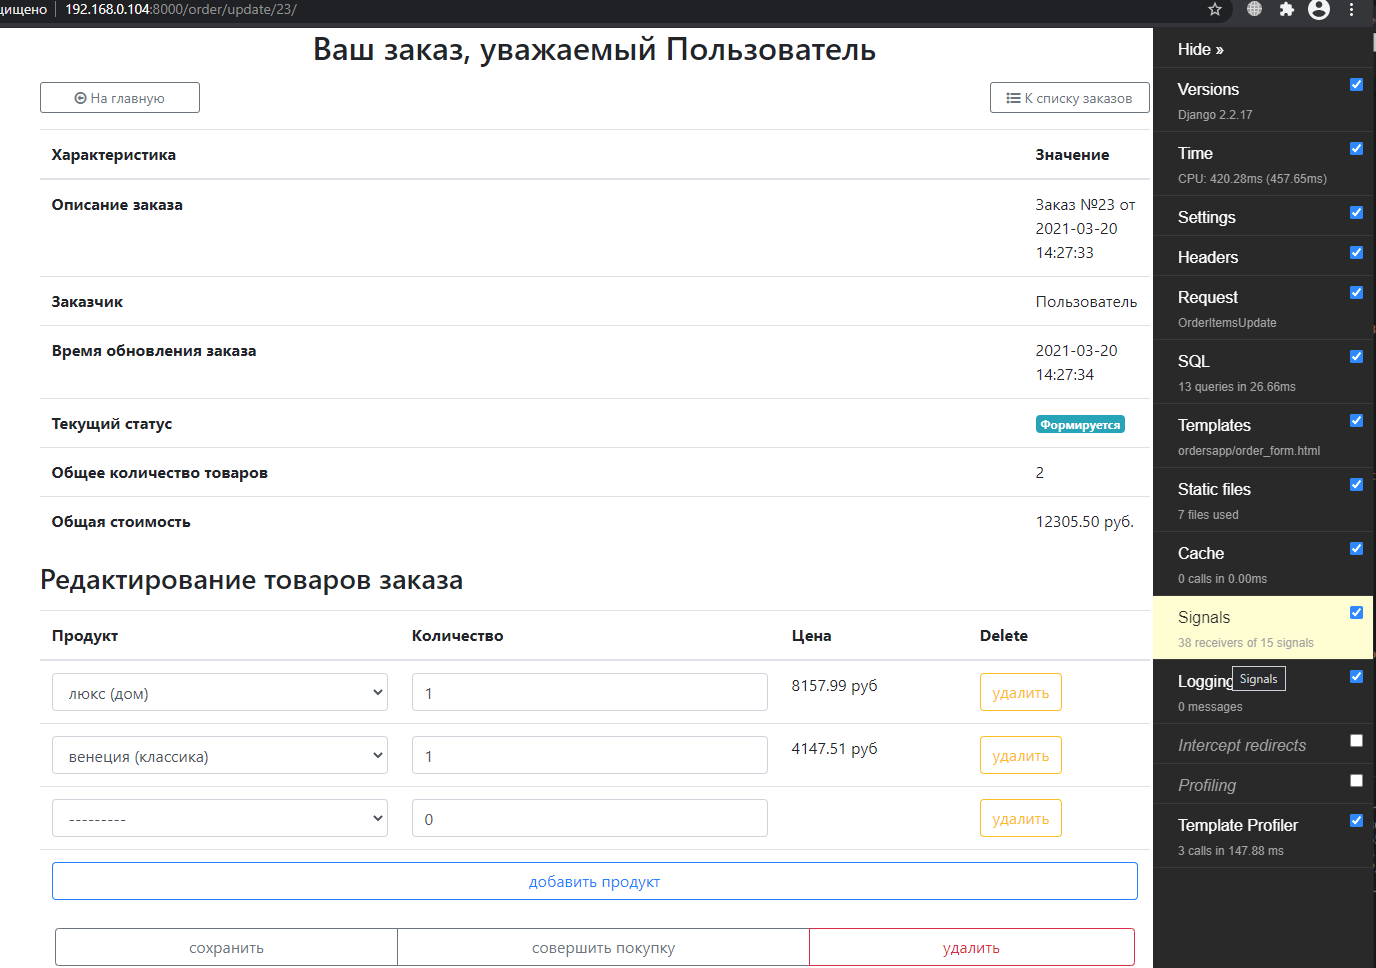 щищено 192.168.0.104:8000/order/update/23/
Ваш заказ, уважаемый Пользователь
На главную
К списку заказов
Характеристика Значение
Описание заказа Заказ №23 от
2021-03-20
14:27:33
Заказчик Пользователь
Время обновления заказа 2021-03-20
14:27:34
Текущий статус Формируется
Общее количество товаров 2
Общая стоимость 12305.50 руб.
Редактирование товаров заказа
Продукт Количество Цена Delete
люкс (дом) 1 8157.99 руб удалить
венеция (классика) 1 4147.51 руб удалить
--------- 0 удалить
добавить продукт
сохранить совершить покупку удалить
Hide »
Versions
Django 2.2.17
Time
CPU: 420.28ms (457.65ms)
Settings
Headers
Request
OrderItemsUpdate
SQL
13 queries in 26.66ms
Templates
ordersapp/order_form.html
Static files
7 files used
Cache
0 calls in 0.00ms
Signals
38 receivers of 15 signals
Logging
Signals
0 messages
Intercept redirects
Profiling
Template Profiler
3 calls in 147.88 ms